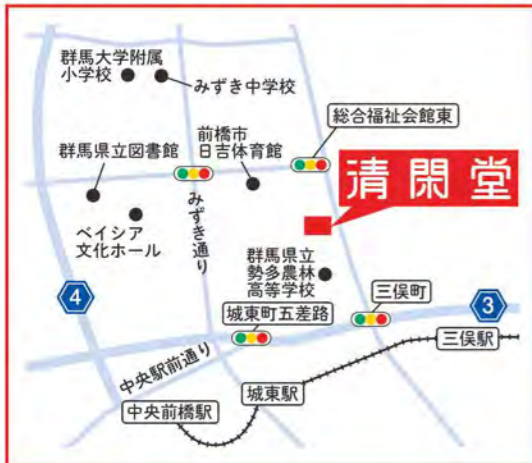 群馬大学附属
小学校
みずき中学校
総合福祉会館東
前橋市
日吉体育館
群馬県立図書館
清閑堂
みずき通り
ベイシア
文化ホール
群馬県立
勢多農林
高等学校
4
三俣町
3
城東町五差路
三俣駅
中央駅前通り
城東駅
中央前橋駅